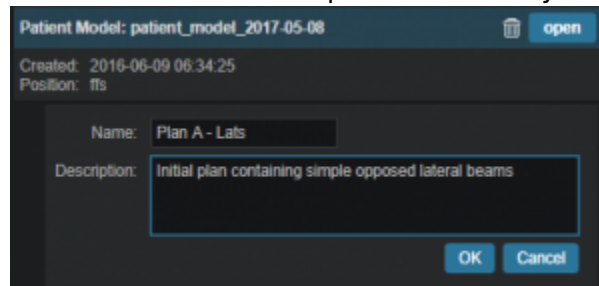 Patient Model: patient_model_2017-05-08 open
Created: 2016-06-09 06:34:25
Position: ffs
Name: Plan A - Lats
Description: Initial plan containing simple opposed lateral beams
OK Cancel